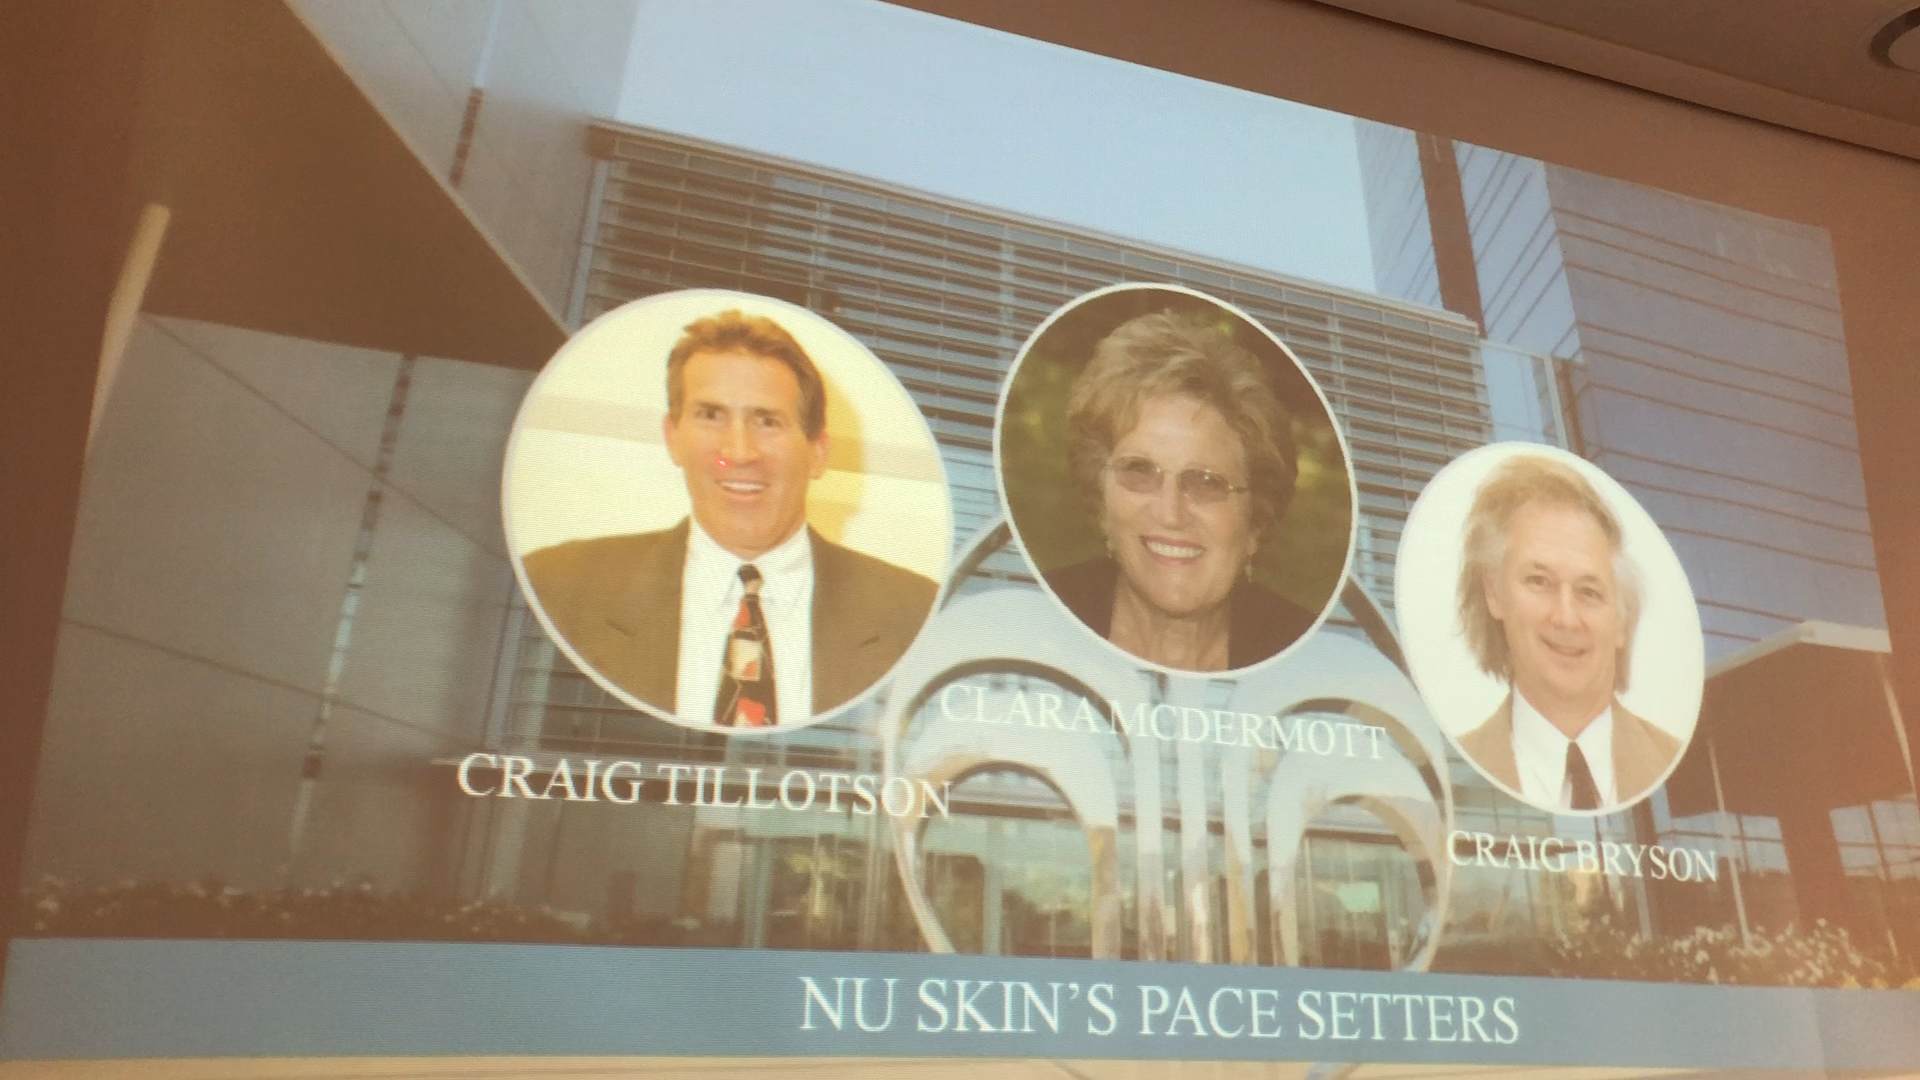 CRAIG TILLOTSON
CLARA MCDERMOTT
CRAIG BRYSON
NU SKIN'S PACE SETTERS